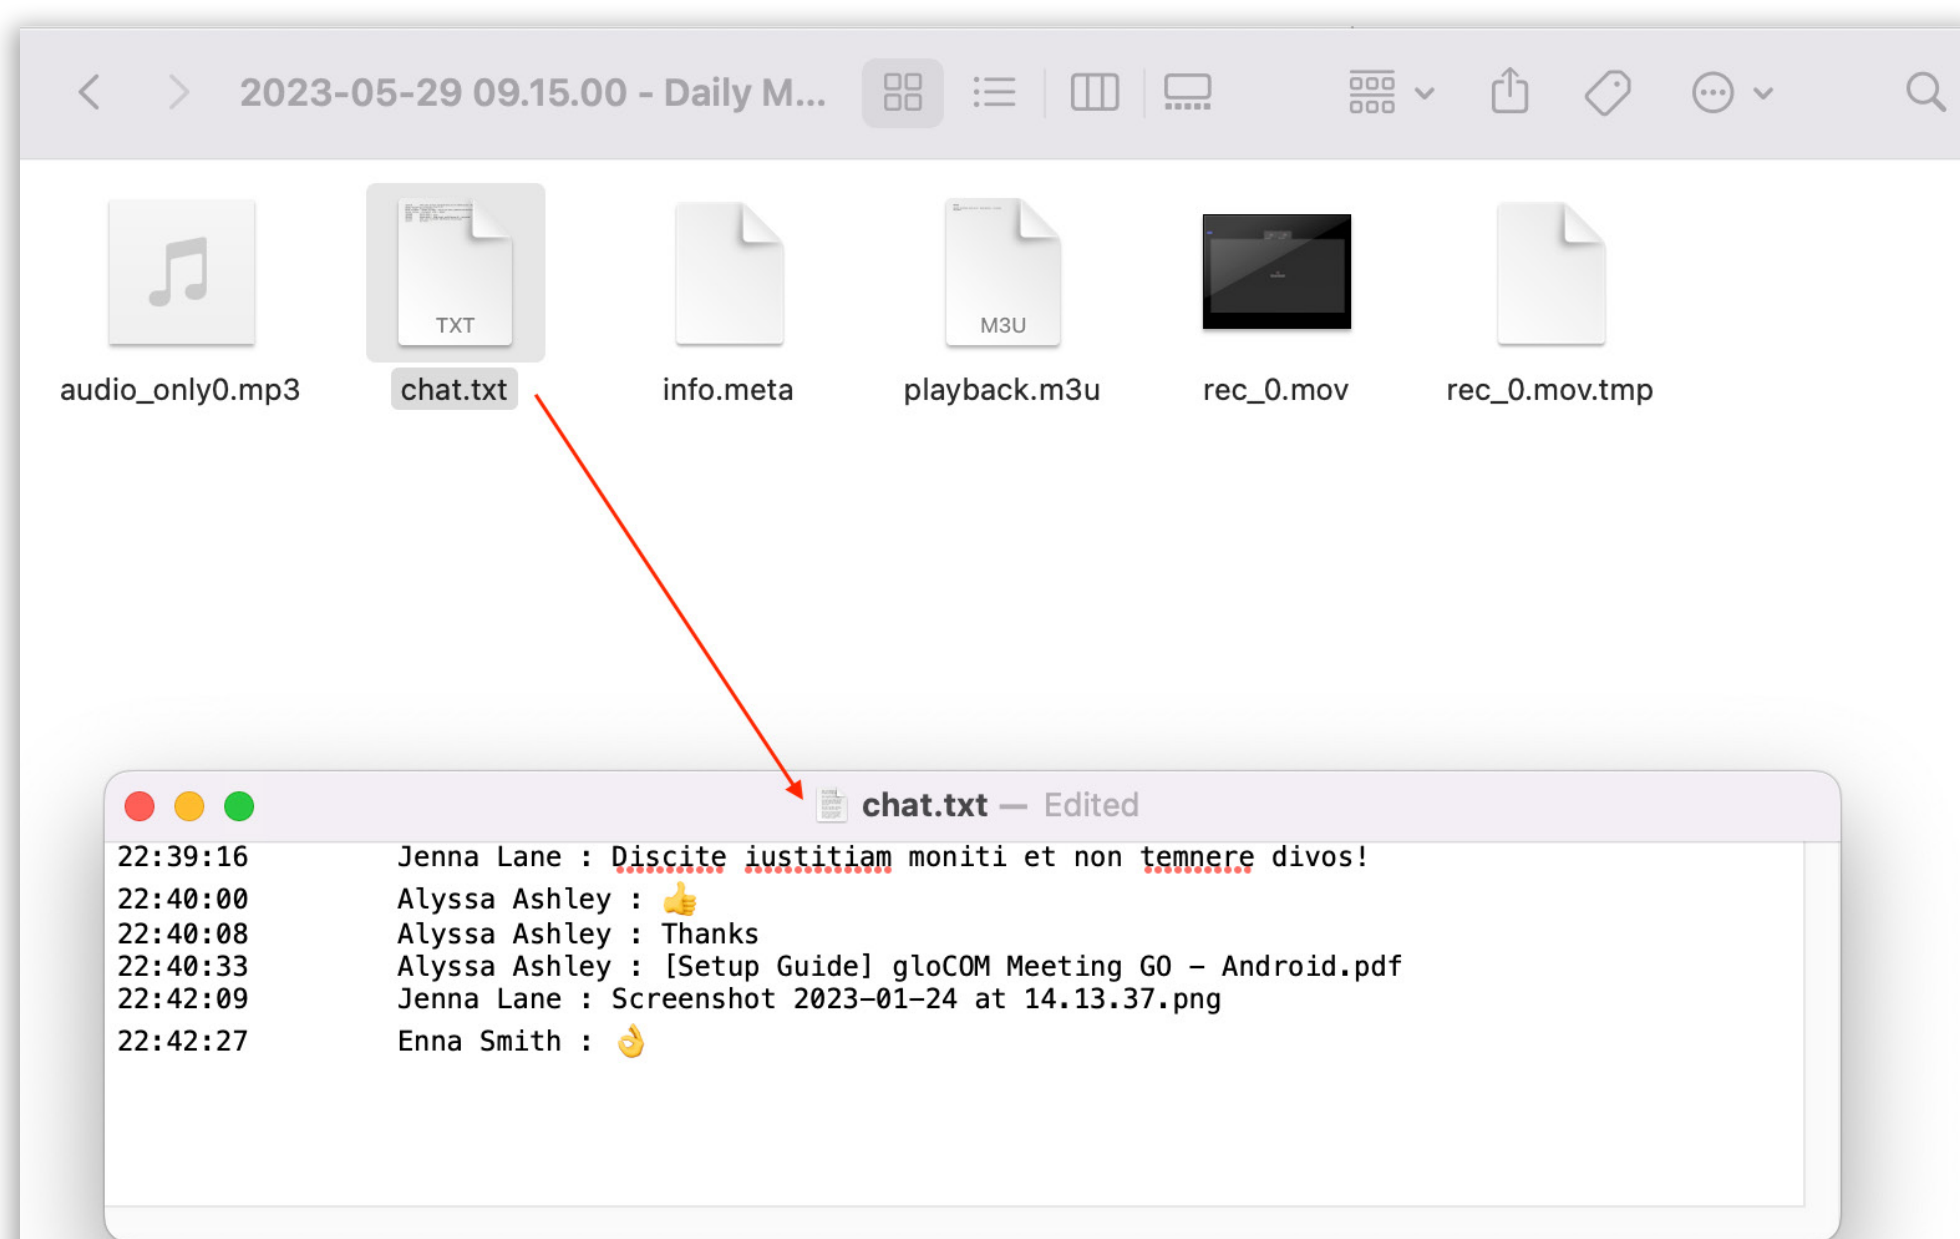 2023-05-29 09.15.00 - Daily M...
TXT
M3U
audio_only0.mp3
chat.txt
info.meta
playback.m3u
rec_0.mov
rec_0.mov.tmp
chat.txt — Edited
22:39:16 Jenna Lane : Discite iustitiam moniti et non temnere divos!
22:40:00 Alyssa Ashley : 👍
22:40:08 Alyssa Ashley : Thanks
22:40:33 Alyssa Ashley : [Setup Guide] gloCOM Meeting GO – Android.pdf
22:42:09 Jenna Lane : Screenshot 2023–01–24 at 14.13.37.png
22:42:27 Enna Smith : 👌